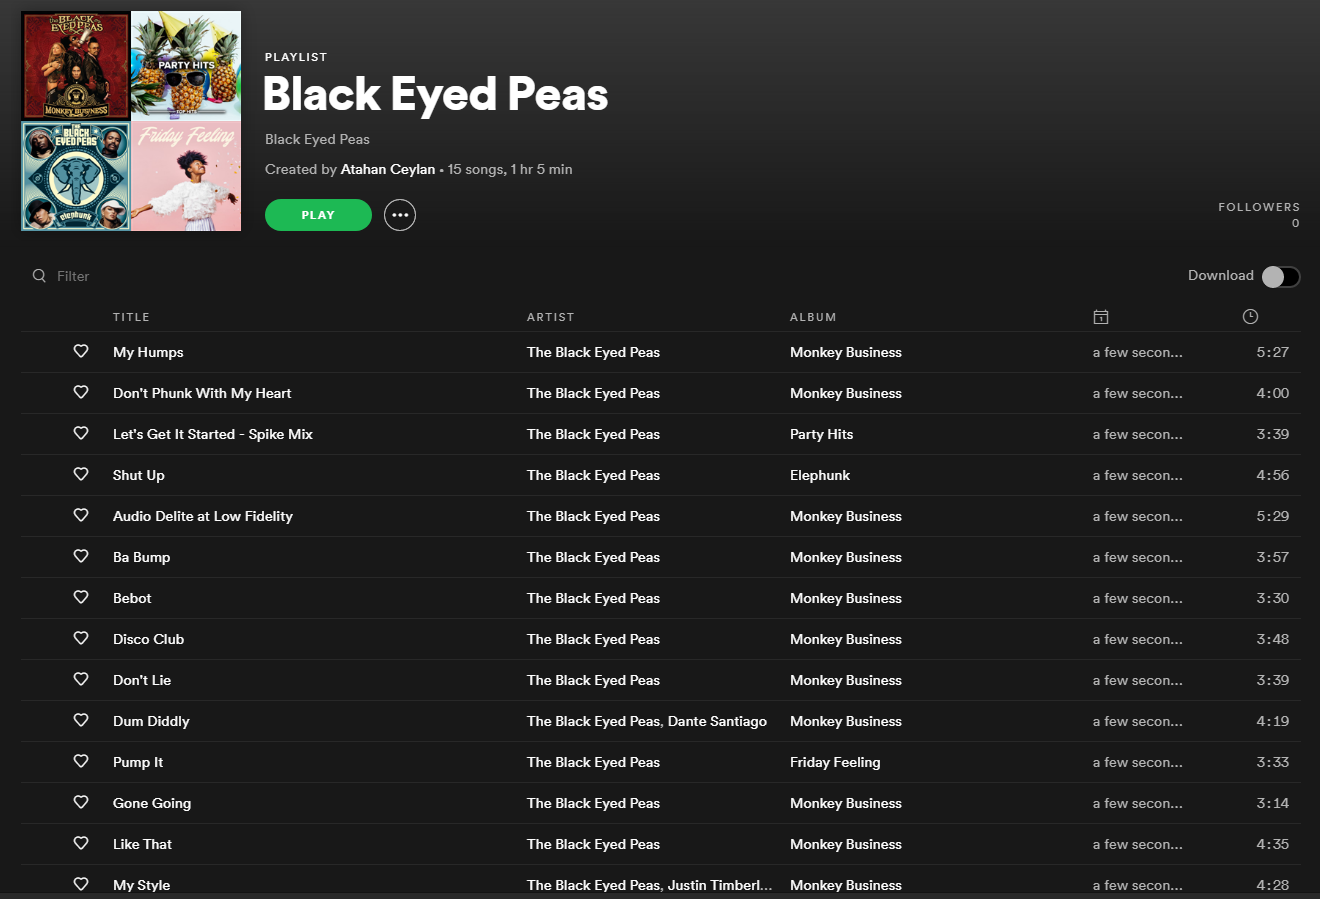 THE BLACK EYED PEAS
MONKEY BUSINESS
PARTY HITS
THE BLACK EYED PEAS
elephunk
Friday Feeling
PLAYLIST
Black Eyed Peas
Black Eyed Peas
Created by Atahan Ceylan • 15 songs, 1 hr 5 min
PLAY
FOLLOWERS
0
Filter
Download
TITLE ARTIST ALBUM
My Humps The Black Eyed Peas Monkey Business a few secon... 5:27
Don't Phunk With My Heart The Black Eyed Peas Monkey Business a few secon... 4:00
Let's Get It Started - Spike Mix The Black Eyed Peas Party Hits a few secon... 3:39
Shut Up The Black Eyed Peas Elephunk a few secon... 4:56
Audio Delite at Low Fidelity The Black Eyed Peas Monkey Business a few secon... 5:29
Ba Bump The Black Eyed Peas Monkey Business a few secon... 3:57
Bebot The Black Eyed Peas Monkey Business a few secon... 3:30
Disco Club The Black Eyed Peas Monkey Business a few secon... 3:48
Don't Lie The Black Eyed Peas Monkey Business a few secon... 3:39
Dum Diddly The Black Eyed Peas, Dante Santiago Monkey Business a few secon... 4:19
Pump It The Black Eyed Peas Friday Feeling a few secon... 3:33
Gone Going The Black Eyed Peas Monkey Business a few secon... 3:14
Like That The Black Eyed Peas Monkey Business a few secon... 4:35
My Style The Black Eyed Peas, Justin Timberl... Monkey Business a few secon... 4:28